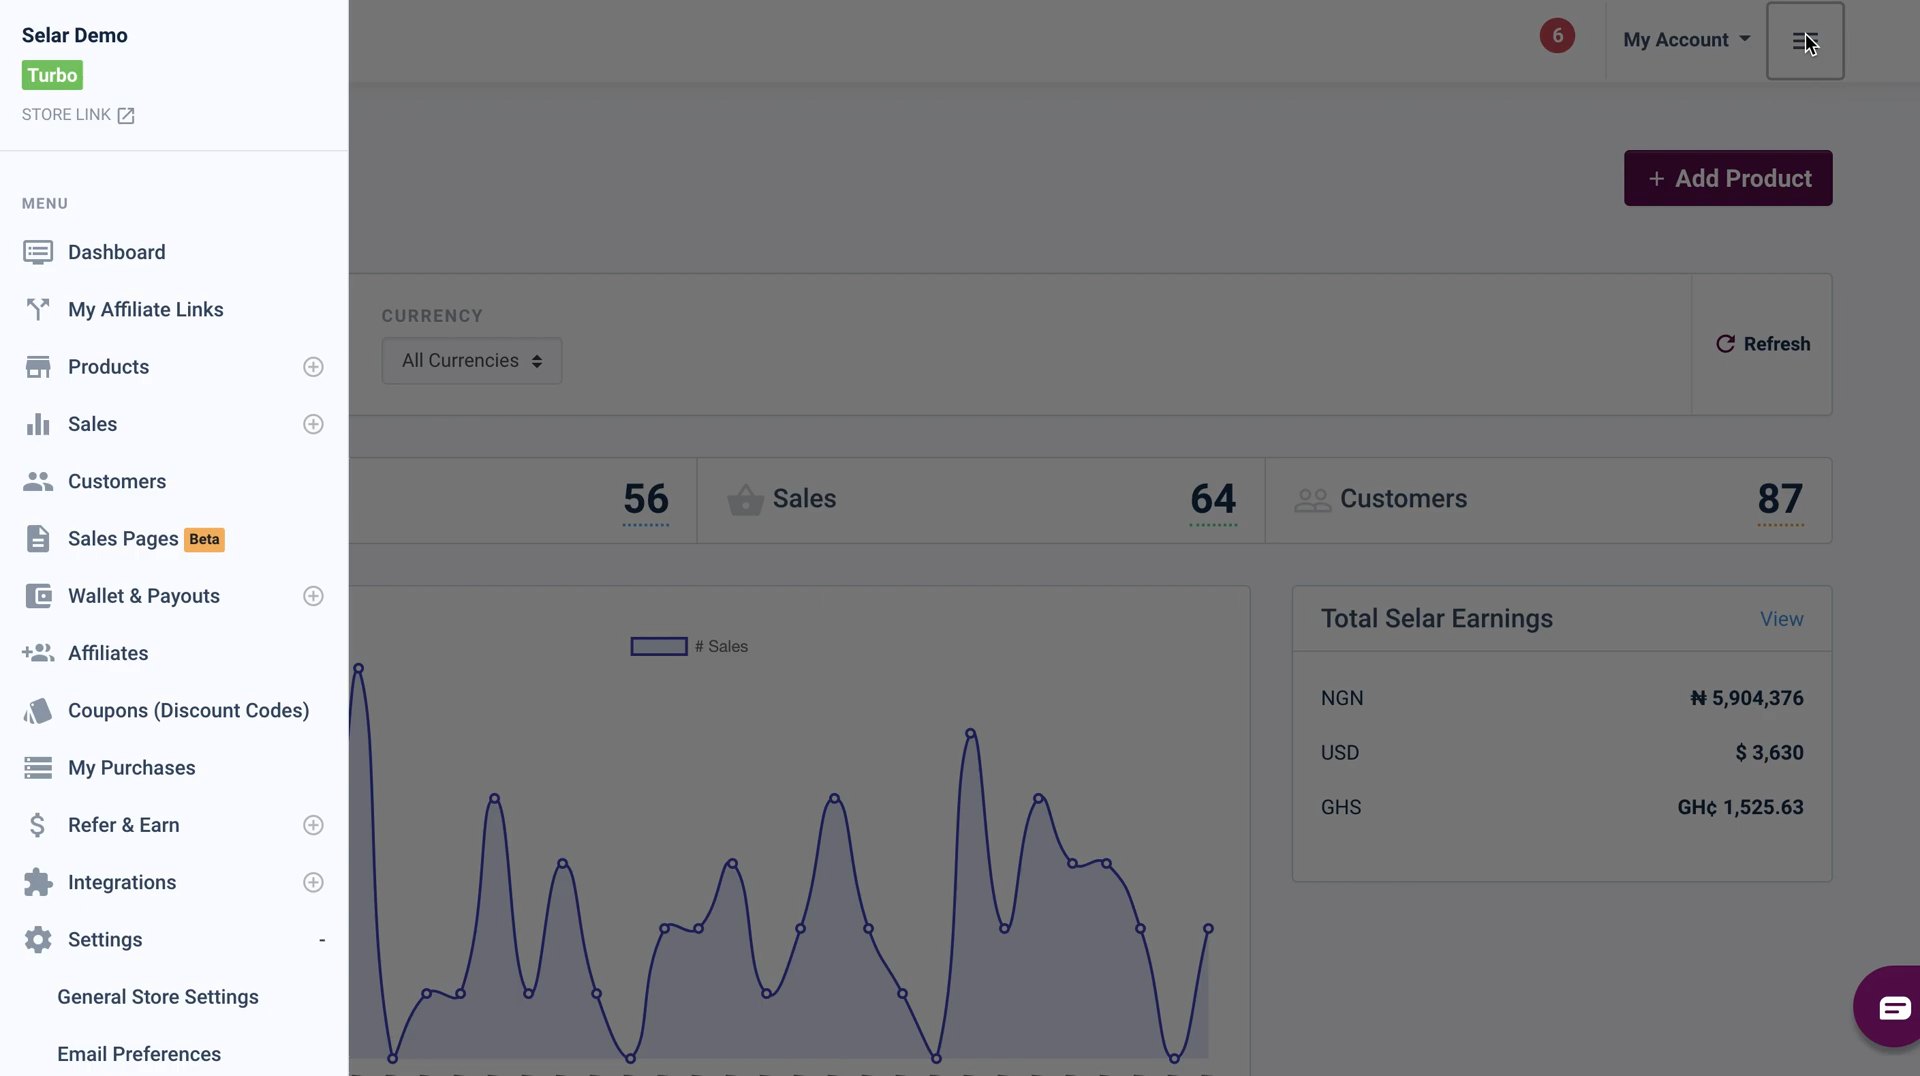 Selar Demo
Turbo
STORE LINK
MENU
Dashboard
My Affiliate Links
Products
Sales
Customers
Sales Pages Beta
Wallet & Payouts
Affiliates
Coupons (Discount Codes)
My Purchases
Refer & Earn
Integrations
Settings -
General Store Settings
Email Preferences
6
My Account
+ Add Product
CURRENCY
All Currencies
Refresh
56
Sales 64
Customers 87
# Sales
Total Selar Earnings View
NGN ₦ 5,904,376
USD $ 3,630
GHS GH¢ 1,525.63